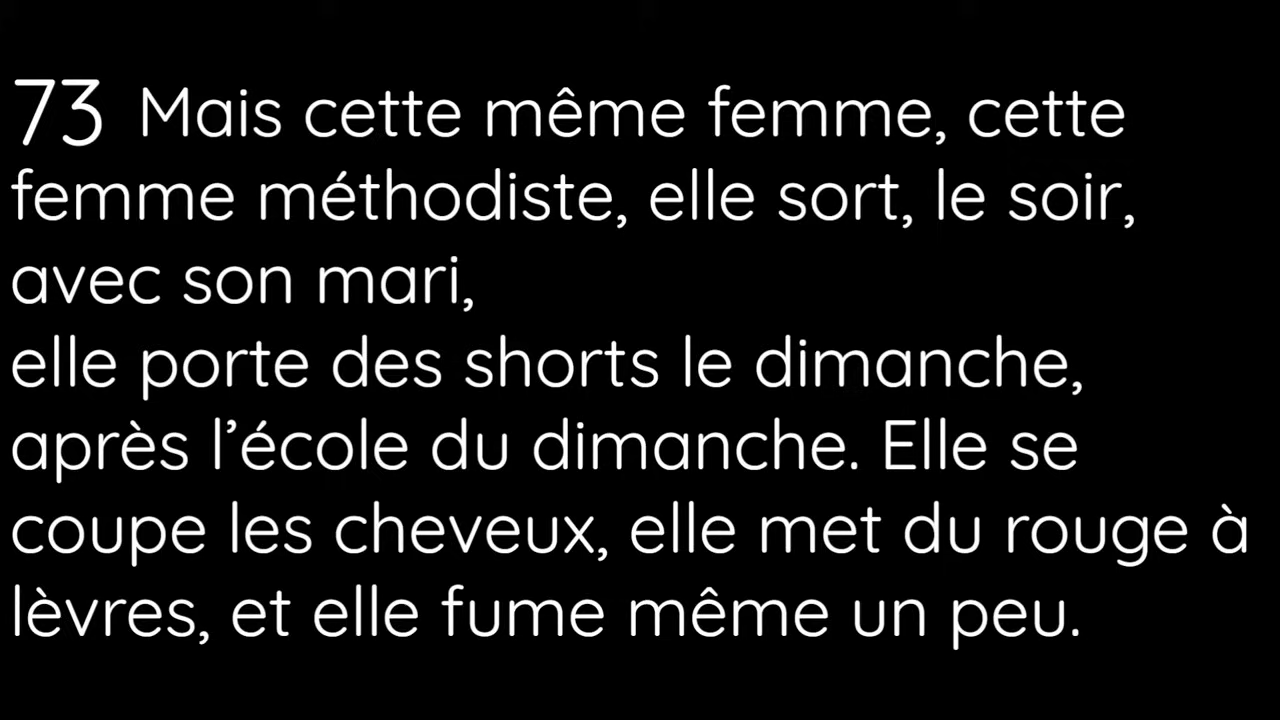 73 Mais cette même femme, cette
femme méthodiste, elle sort, le soir,
avec son mari,
elle porte des shorts le dimanche,
après l’école du dimanche. Elle se
coupe les cheveux, elle met du rouge à
lèvres, et elle fume même un peu.